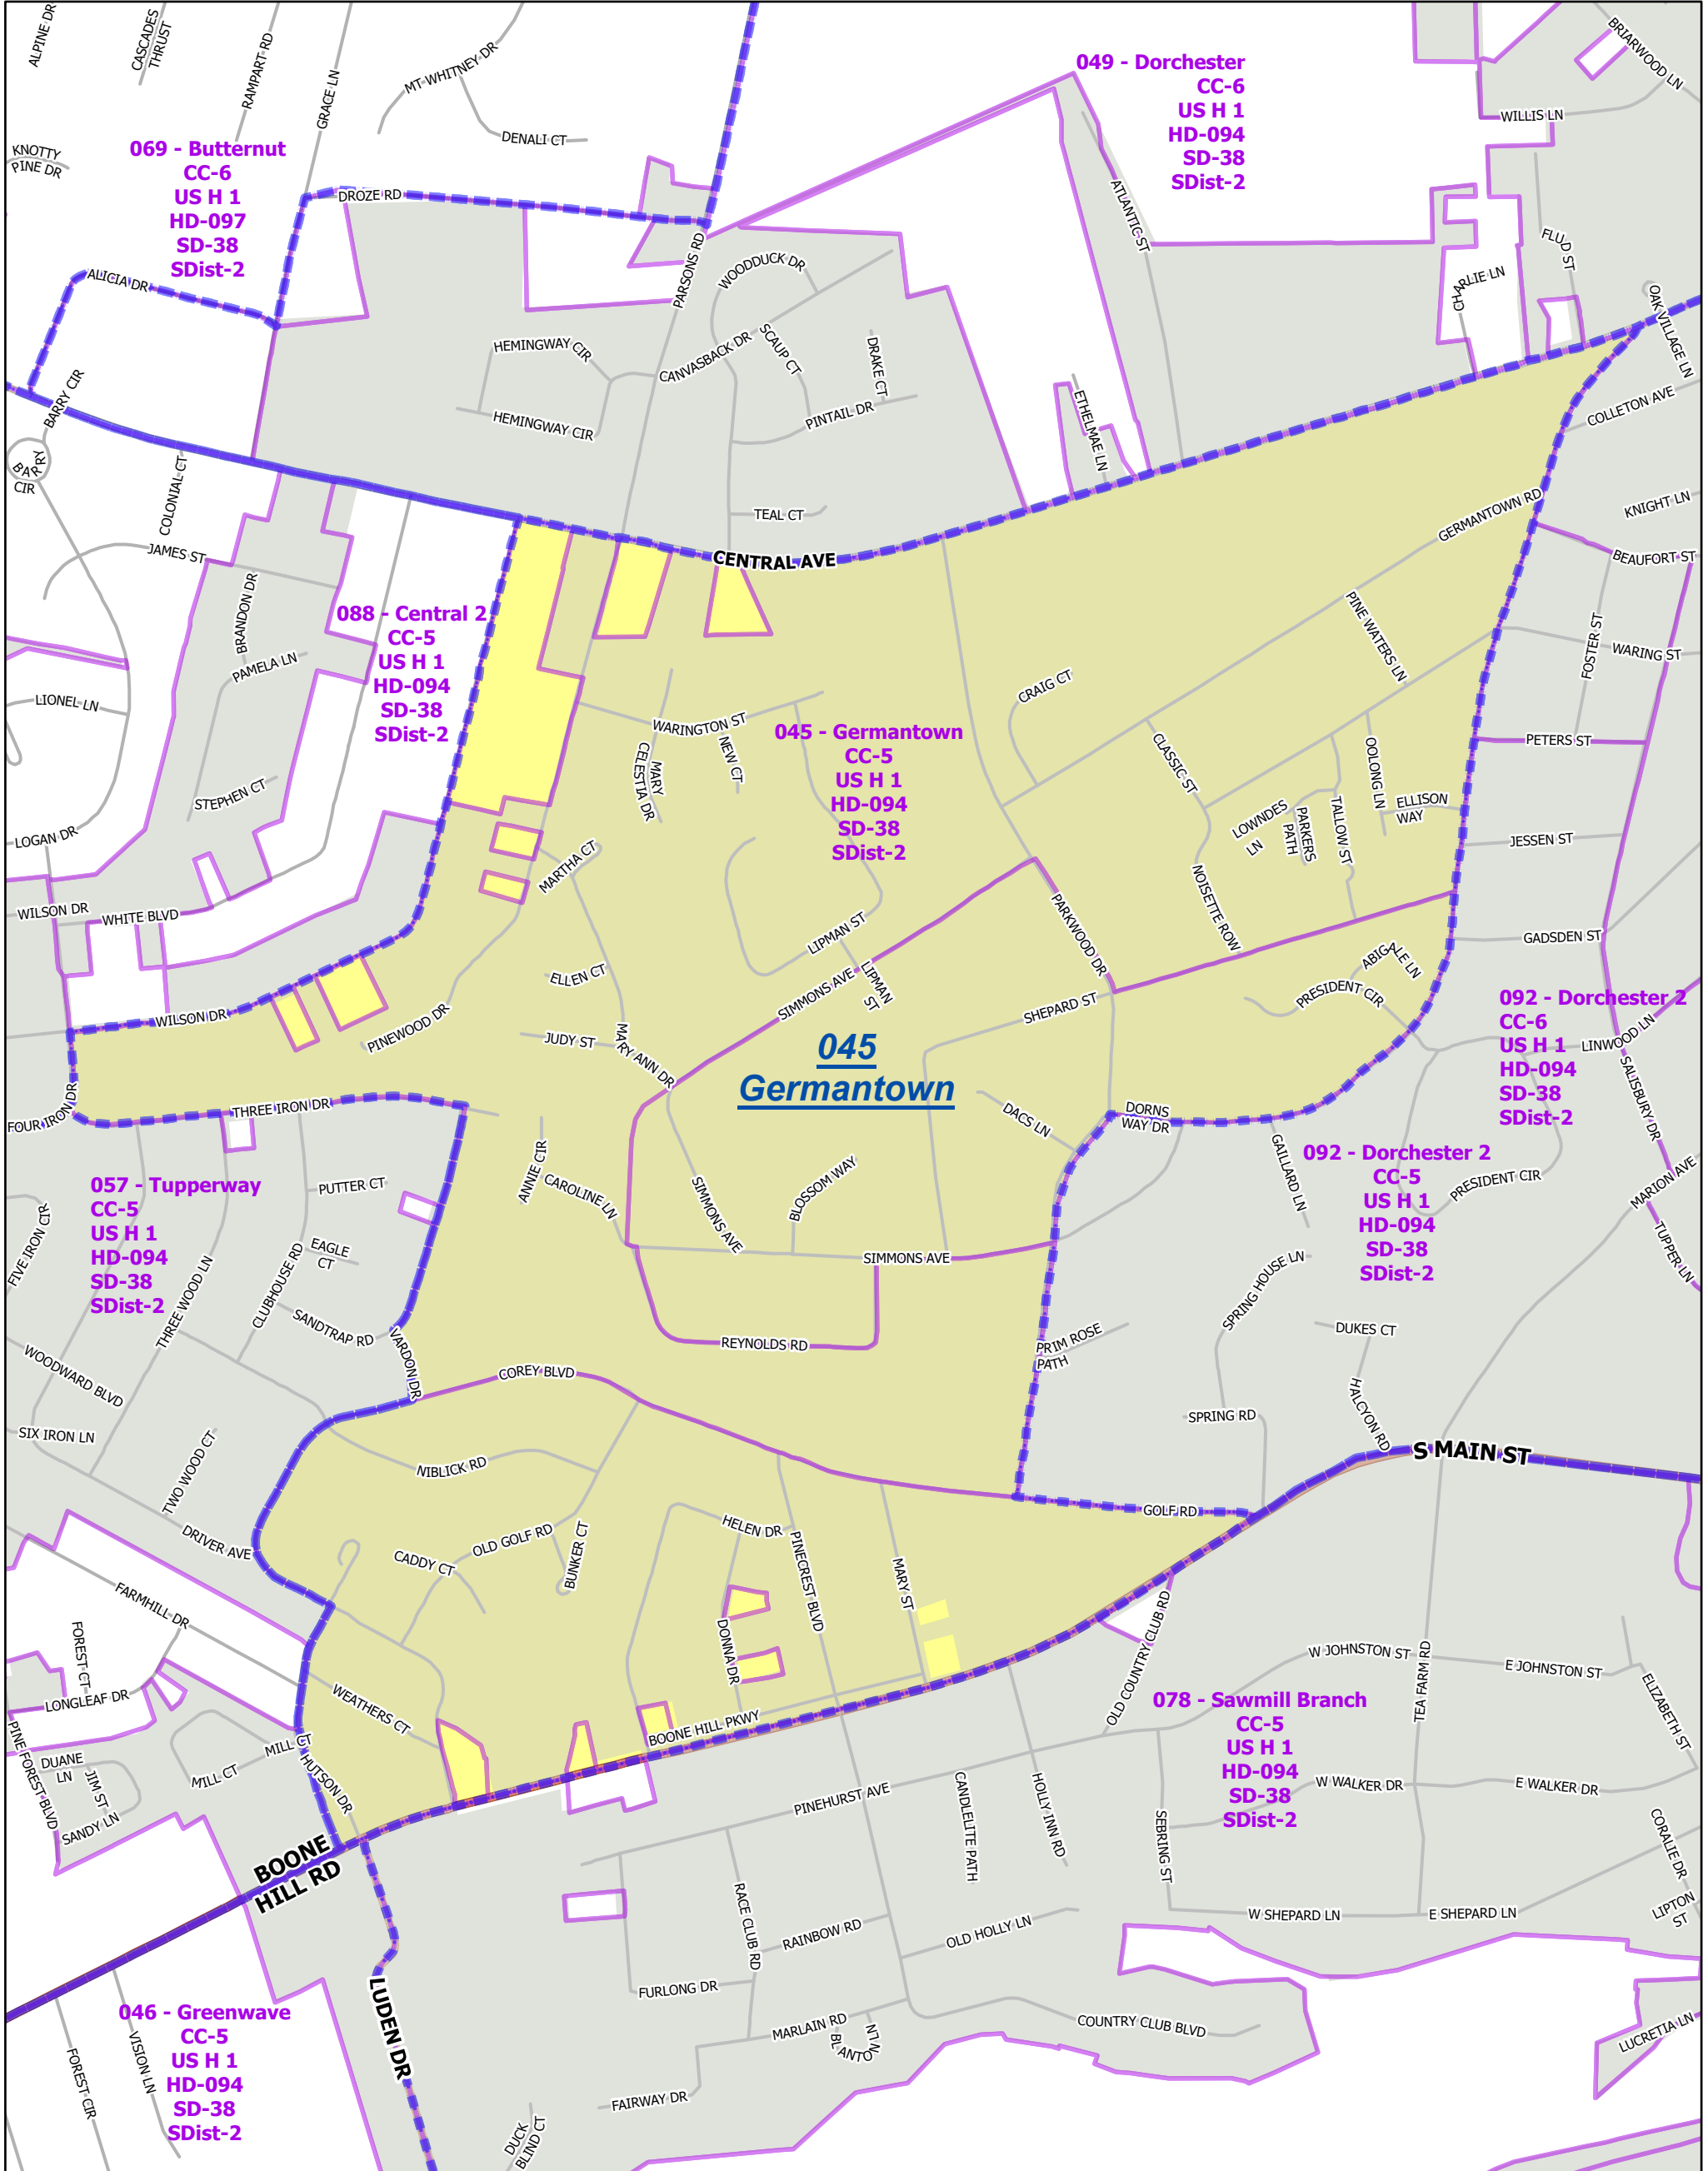 ALPINE DR
CASCADES
THRUST
RAMPART RD
GRACE LN
MT WHITNEY DR
DENALI CT
KNOTTY
PINE DR
069 - Butternut
CC-6
US H 1
HD-097
SD-38
SDist-2
049 - Dorchester
CC-6
US H 1
HD-094
SD-38
SDist-2
BRIARWOOD LN
WILLIS LN
DROZE RD
ALICIA DR
PARSONS RD
WOODDUCK DR
ATLANTIC ST
FLUD ST
CHARLIE LN
OAK VILLAGE LN
HEMINGWAY CIR
CANVASBACK DR
SCAUP CT
DRAKE CT
BARRY CIR
HEMINGWAY CIR
PINTAIL DR
ETHELMAE LN
COLLETON AVE
BARRY
CIR
COLONIAL CT
TEAL CT
GERMANTOWN RD
KNIGHT LN
JAMES ST
CENTRAL AVE
BEAUFORT ST
BRANDON DR
088 - Central 2
CC-5
US H 1
HD-094
SD-38
SDist-2
PINE WATERS LN
FOSTER ST
WARING ST
PAMELA LN
LIONEL LN
CRAIG CT
WARINGTON ST
NEW CT
MARY
CELESTIA DR
045 - Germantown
CC-5
US H 1
HD-094
SD-38
SDist-2
CLASSIC ST
OOLONG LN
PETERS ST
STEPHEN CT
LOWNDES
LN
PARKERS
PATH
TALLOW ST
ELLISON
WAY
LOGAN DR
JESSEN ST
MARTHA CT
NOISETTE ROW
WILSON DR
WHITE BLVD
LIPMAN ST
PARKWOOD DR
GADSDEN ST
ABIGALE LN
ELLEN CT
SIMMONS AVE
LIPMAN
ST
PRESIDENT CIR
092 - Dorchester 2
CC-6
US H 1
HD-094
SD-38
SDist-2
WILSON DR
PINEWOOD DR
SHEPARD ST
JUDY ST
MARY ANN DR
LINWOOD LN
045
Germantown
SALISBURY DR
FOUR IRON DR
THREE IRON DR
DACS LN
DORNS
WAY DR
GAILLARD LN
092 - Dorchester 2
CC-5
US H 1
HD-094
SD-38
SDist-2
PRESIDENT CIR
MARION AVE
057 - Tupperway
CC-5
US H 1
HD-094
SD-38
SDist-2
PUTTER CT
ANNIE CIR
CAROLINE LN
SIMMONS AVE
BLOSSOM WAY
FIVE IRON CIR
EAGLE
CT
CLUBHOUSE RD
THREE WOOD LN
SIMMONS AVE
SPRING HOUSE LN
TUPPER LN
SANDTRAP RD
VARDON DR
REYNOLDS RD
PRIM ROSE
PATH
DUKES CT
WOODWARD BLVD
COREY BLVD
HALCYON RD
SIX IRON LN
SPRING RD
TWO WOOD CT
NIBLICK RD
S MAIN ST
GOLF RD
DRIVER AVE
CADDY CT
OLD GOLF RD
BUNKER CT
HELEN DR
PINECREST BLVD
MARY ST
FARMHILL DR
FOREST CT
LONGLEAF DR
DONNA DR
OLD COUNTRY CLUB RD
W JOHNSTON ST
TEA FARM RD
E JOHNSTON ST
ELIZABETH ST
WEATHERS CT
BOONE HILL PKWY
078 - Sawmill Branch
CC-5
US H 1
HD-094
SD-38
SDist-2
PINE FOREST BLVD
DUANE
LN
JIM ST
SANDY LN
MILL CT
MILL CT
HUTSON DR
PINEHURST AVE
CANDLELITE PATH
HOLLY INN RD
SEBRING ST
W WALKER DR
E WALKER DR
CORALIE DR
BOONE
HILL RD
RACE CLUB RD
RAINBOW RD
OLD HOLLY LN
W SHEPARD LN
E SHEPARD LN
LIPTON
ST
FURLONG DR
LUDEN DR
046 - Greenwave
CC-5
US H 1
HD-094
SD-38
SDist-2
FOREST CIR
VISION LN
MARLAIN RD
BLANTON LN
COUNTRY CLUB BLVD
LUCRETIA LN
FAIRWAY DR
DUCK
BLIND CT